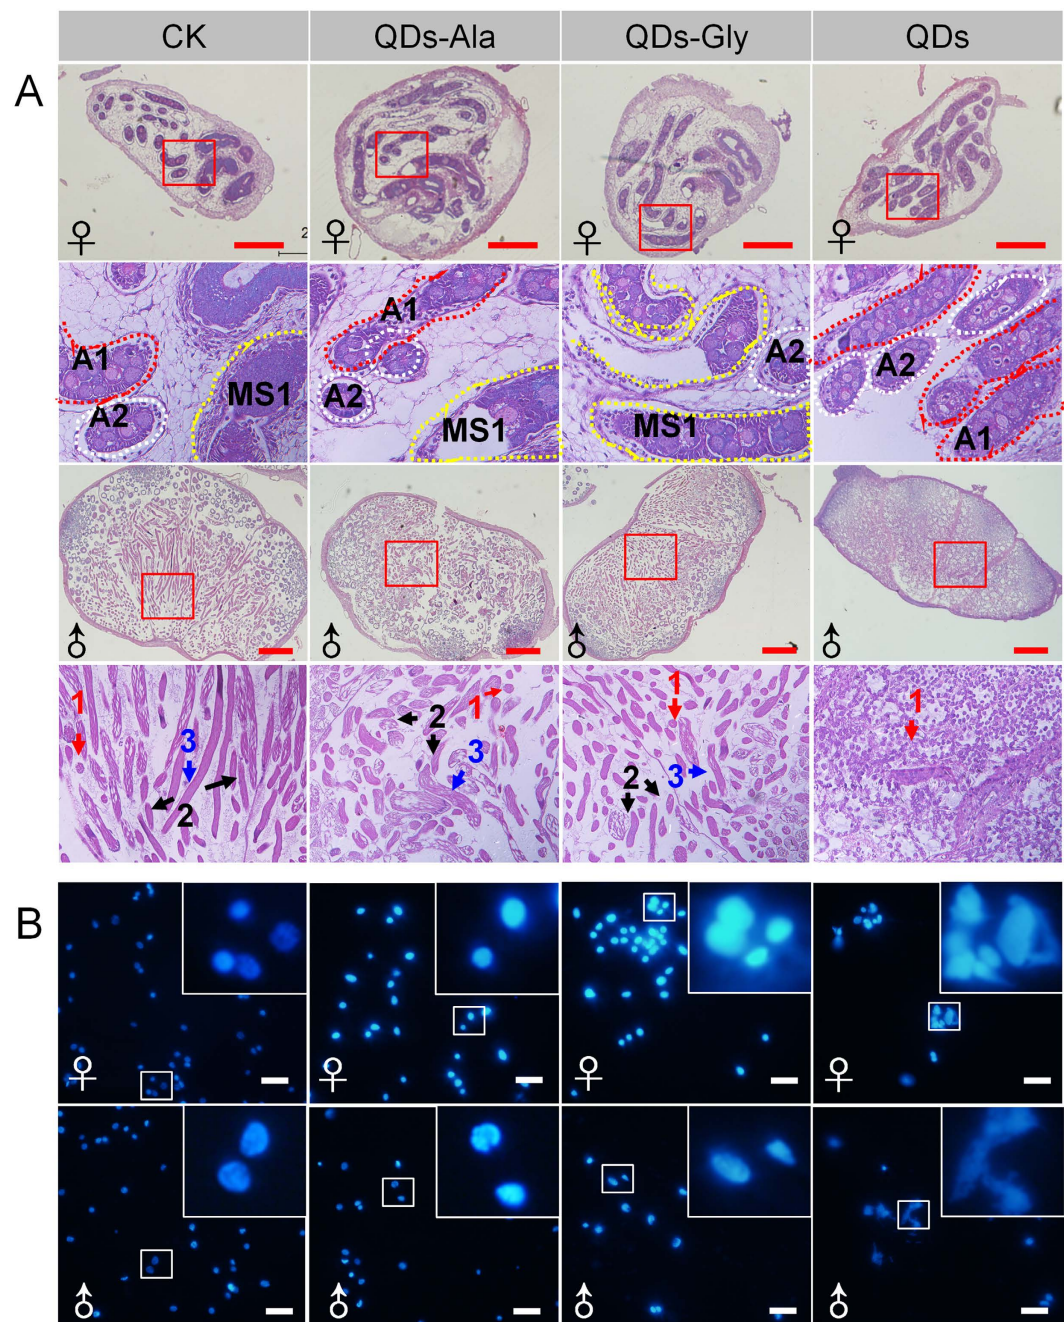 CK QDs-Ala QDs-Gly QDs
A
♀ 2 ♀ ♀ ♀
A1 A2 MS1 A1 A2 MS1 A2 MS1 A2 A1
♂ ♂ ♂ ♂
1 3 2 1 2 3 1 2 3 1
B
♀ ♀ ♀ ♀
♂ ♂ ♂ ♂